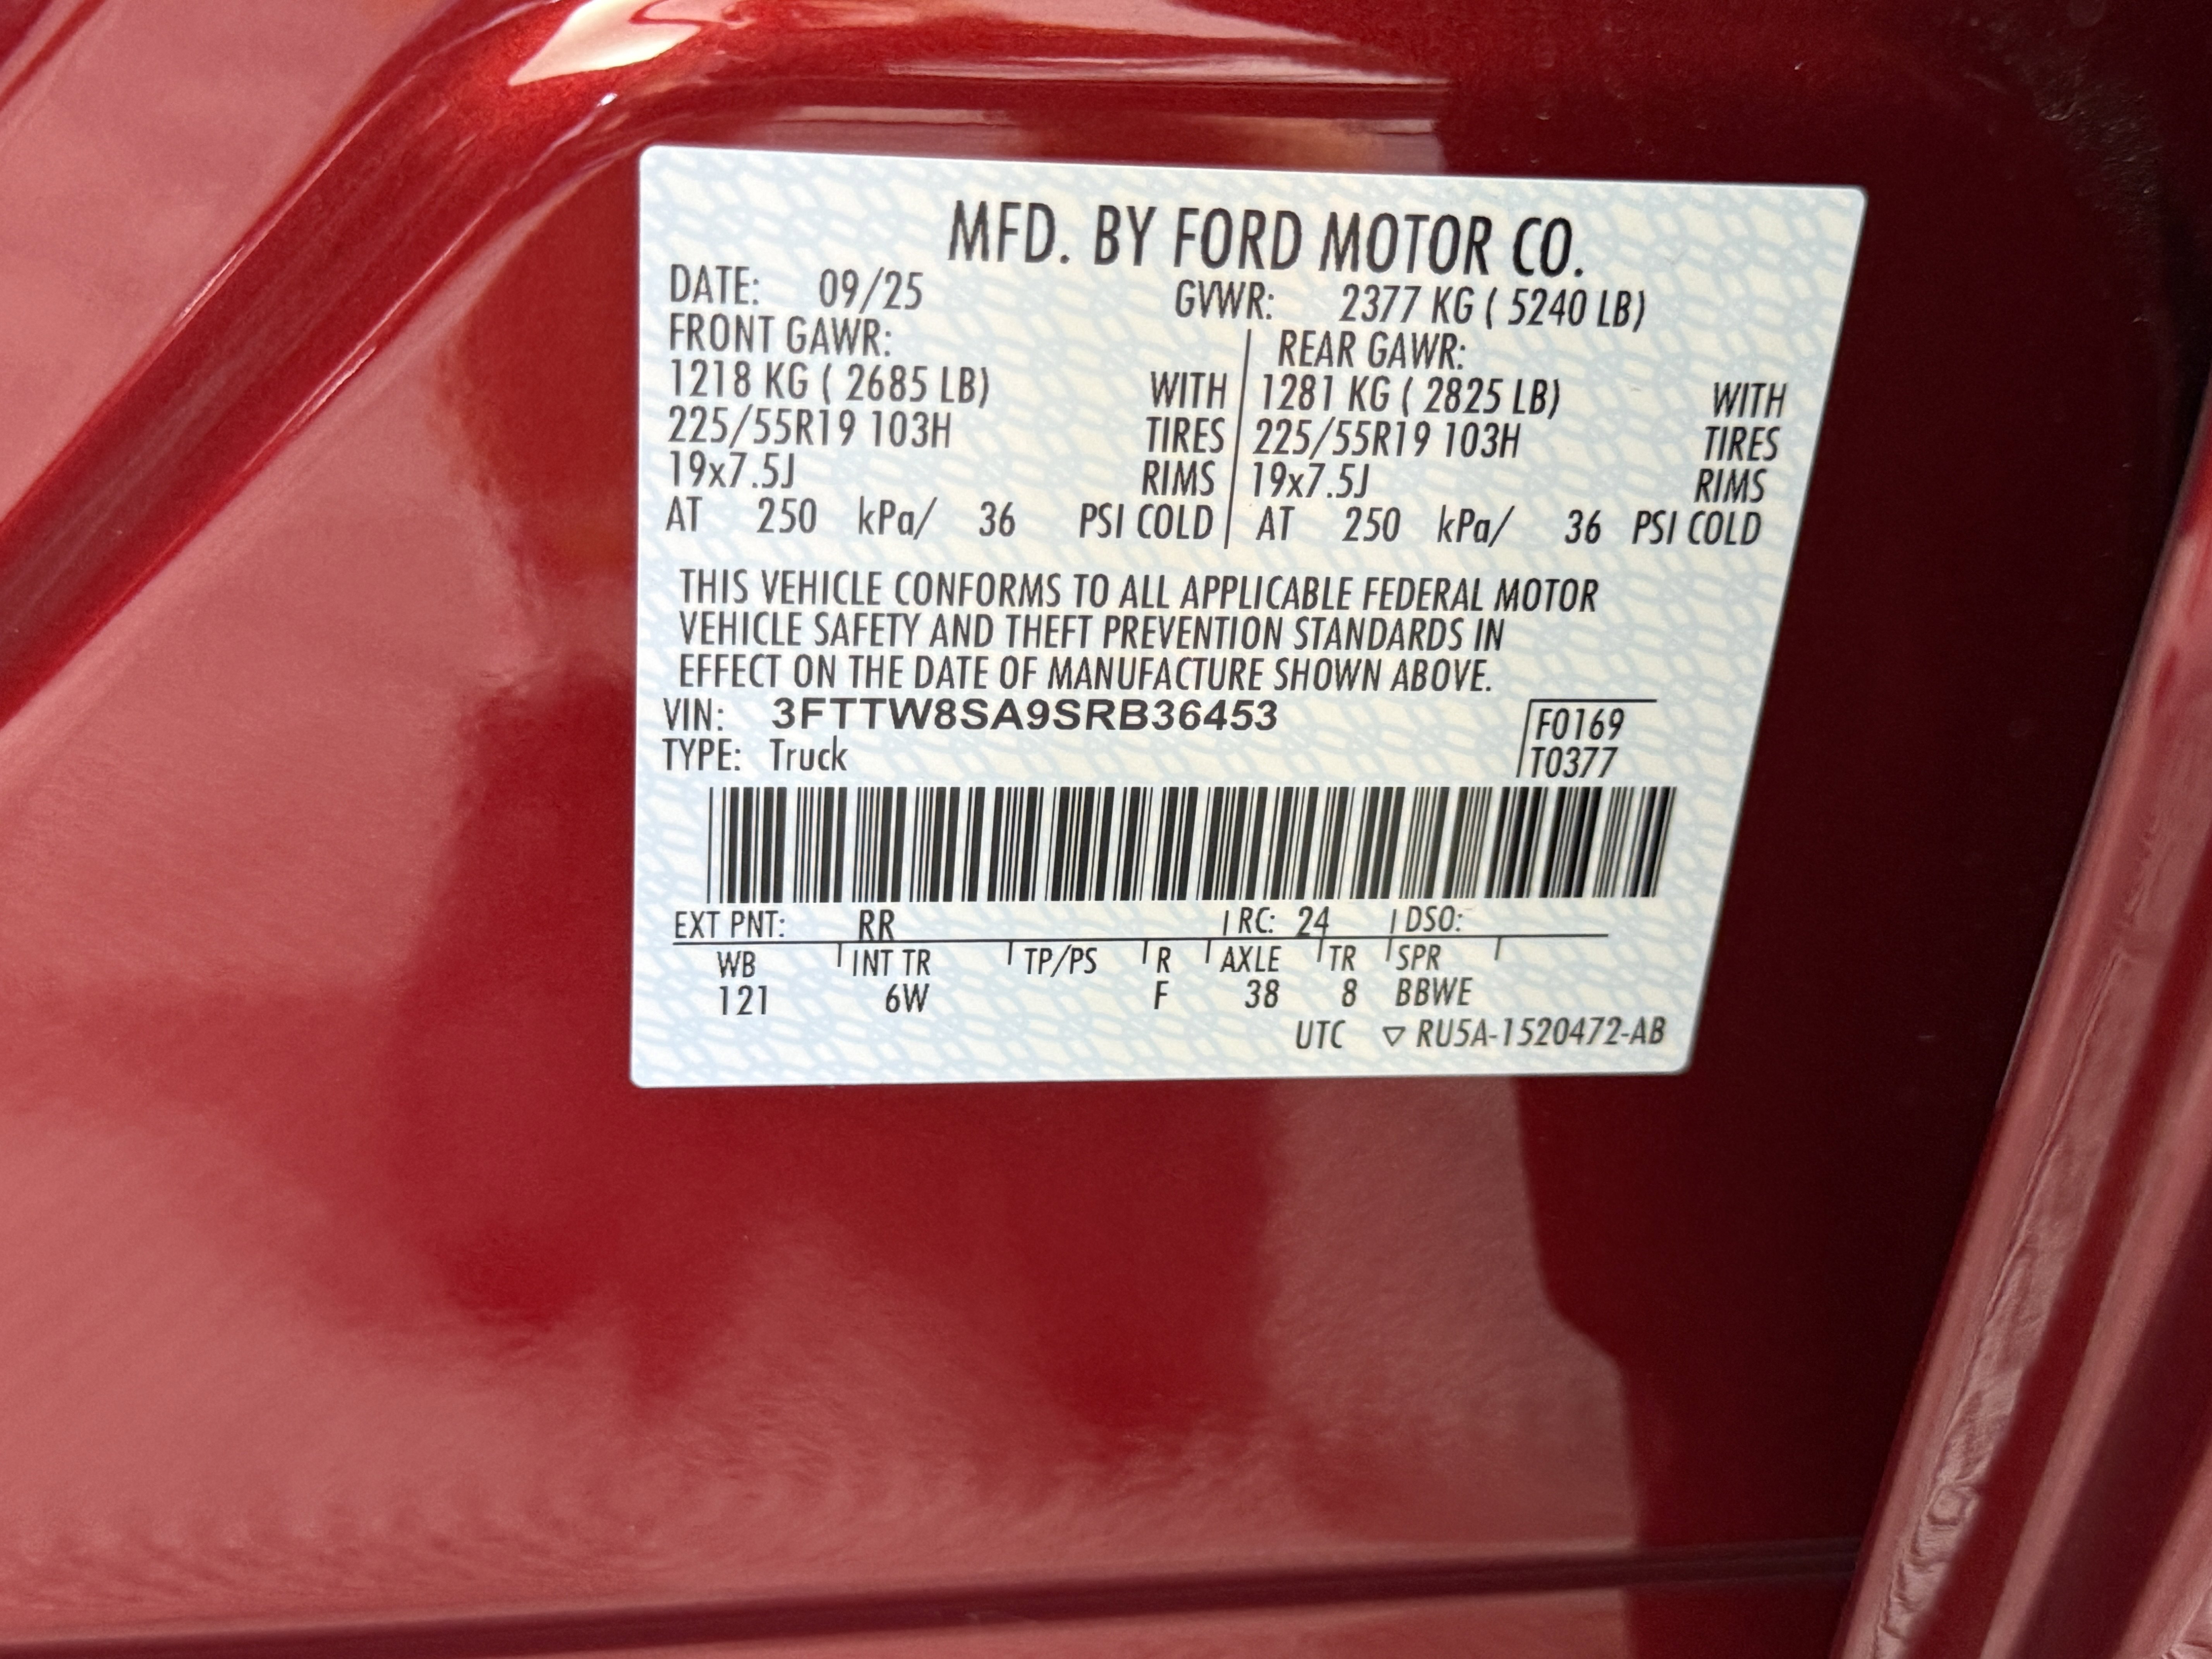 MFD. BY FORD MOTOR CO.
DATE: 09/25 GVWR: 2377 KG ( 5240 LB)
FRONT GAWR: REAR GAWR:
1218 KG ( 2685 LB) WITH 1281 KG ( 2825 LB) WITH
225/55R19 103H TIRES 225/55R19 103H TIRES
19x7.5J RIMS 19x7.5J RIMS
AT 250 kPa/ 36 PSI COLD AT 250 kPa/ 36 PSI COLD
THIS VEHICLE CONFORMS TO ALL APPLICABLE FEDERAL MOTOR
VEHICLE SAFETY AND THEFT PREVENTION STANDARDS IN
EFFECT ON THE DATE OF MANUFACTURE SHOWN ABOVE.
VIN: 3FTTW8SA9SRB36453 F0169
TYPE: Truck T0377
EXT PNT: RR RC: 24 DSO:
WB INT TR TP/PS R AXLE TR SPR
121 6W F 38 8 BBWE
UTC ▽ RU5A-1520472-AB